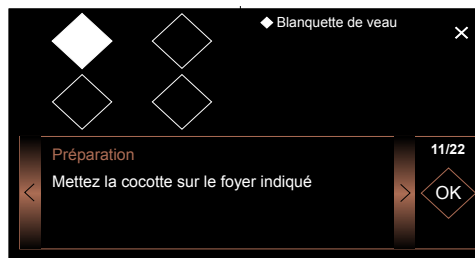 Blanquette de veau
Préparation
11/22
Mettez la cocotte sur le foyer indiqué
OK